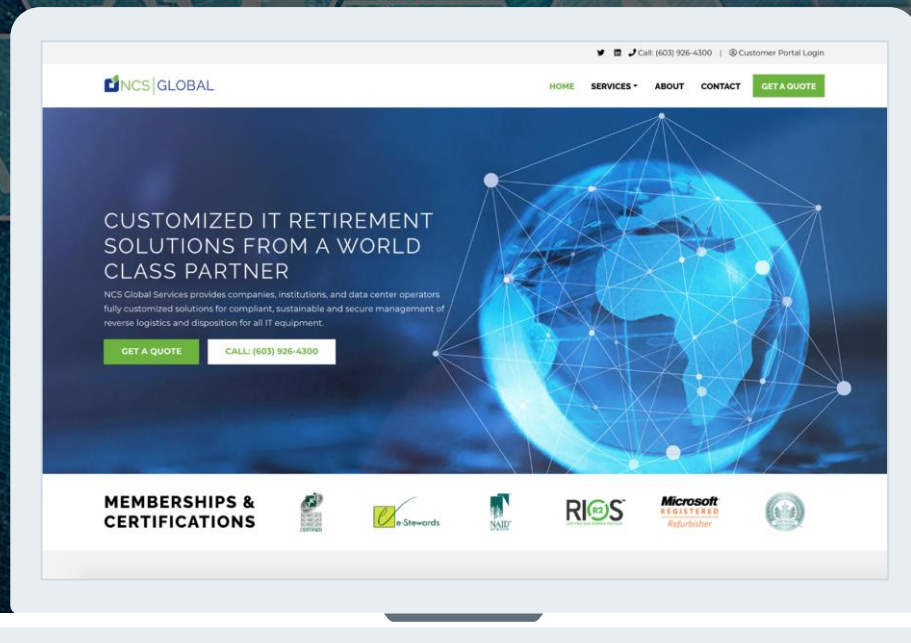 Call: (603) 926-4300 | Customer Portal Login
NCS|GLOBAL
HOME SERVICES ABOUT CONTACT GET A QUOTE
CUSTOMIZED IT RETIREMENT
SOLUTIONS FROM A WORLD
CLASS PARTNER
NCS Global Services provides companies, institutions, and data center operators
fully customized solutions for compliant, sustainable and secure management of
reverse logistics and disposition for all IT equipment.
GET A QUOTE CALL: (603) 926-4300
MEMBERSHIPS &
CERTIFICATIONS
CERTIFIED
e-Stewards
NAID
RIOS
R2
Microsoft
REGISTERED
Refurbisher